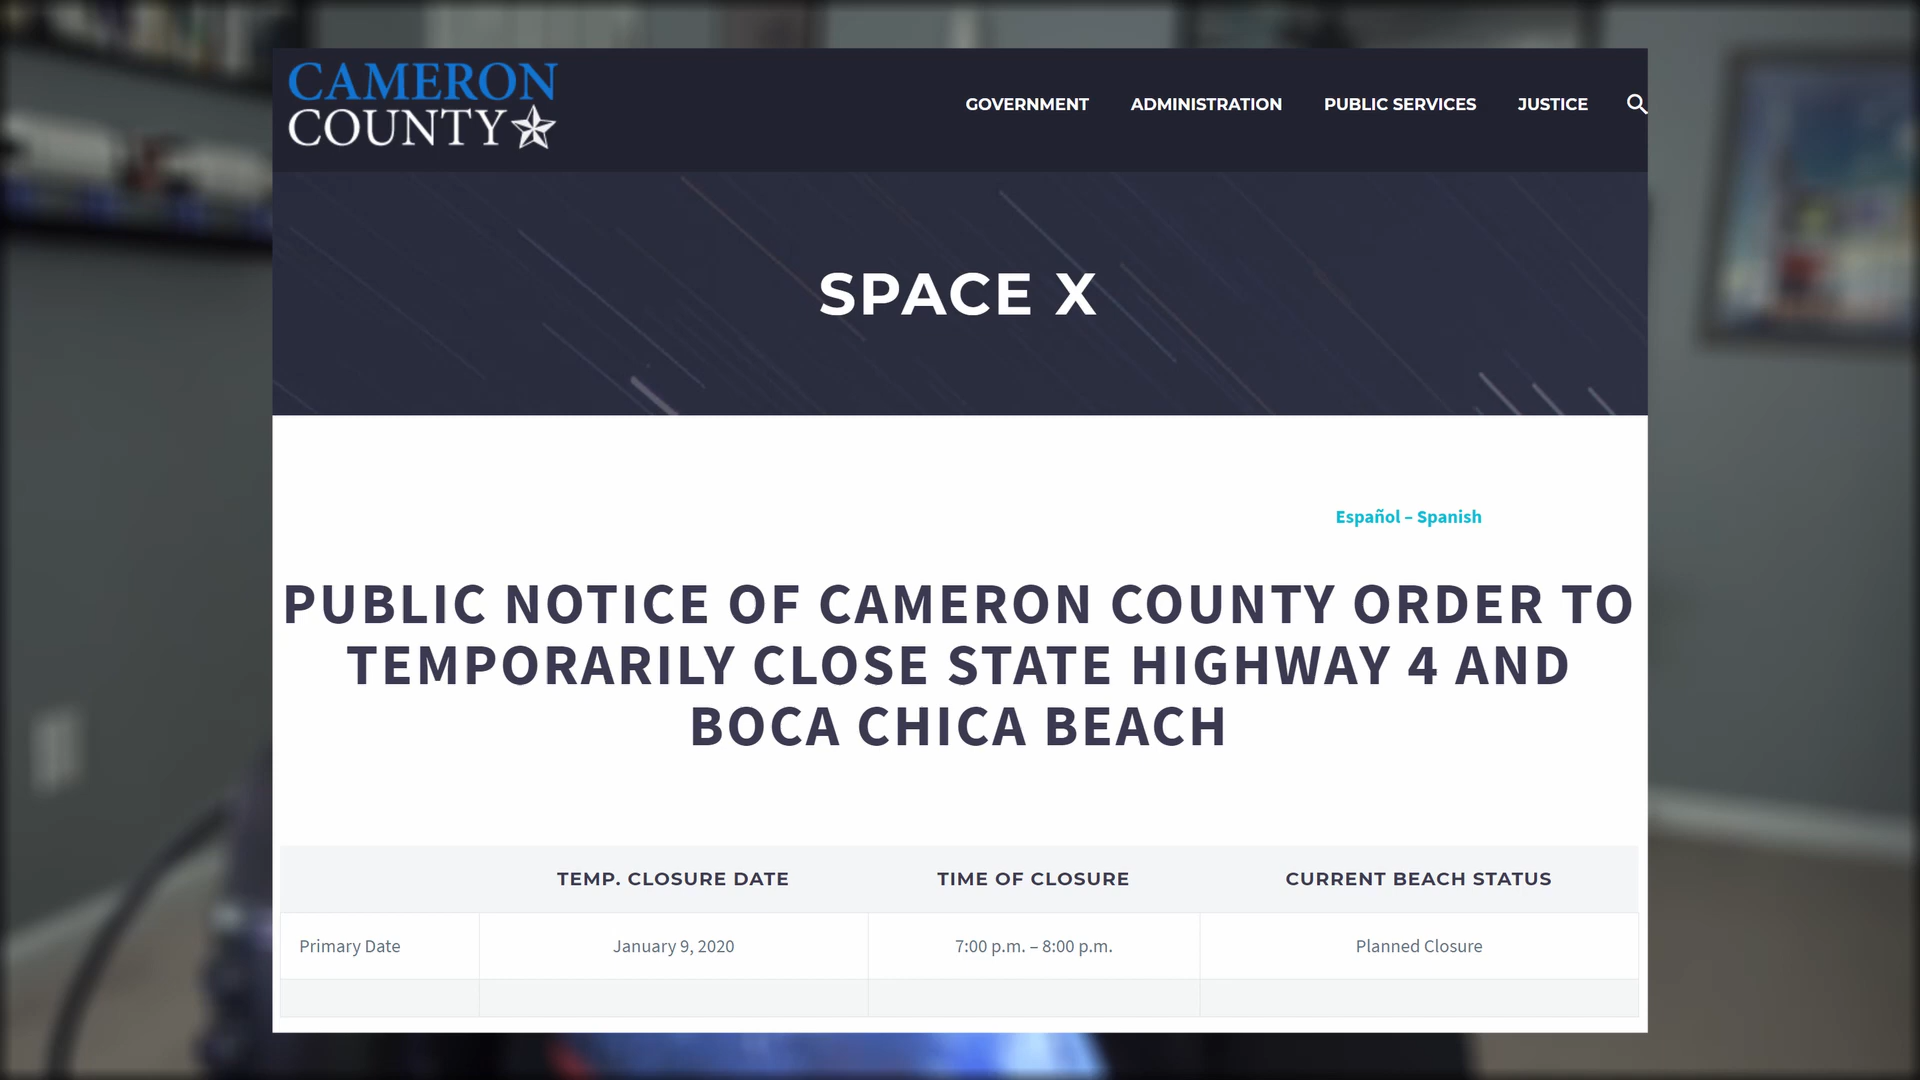 CAMERON
COUNTY
GOVERNMENT ADMINISTRATION PUBLIC SERVICES JUSTICE
SPACE X
Español – Spanish
PUBLIC NOTICE OF CAMERON COUNTY ORDER TO
TEMPORARILY CLOSE STATE HIGHWAY 4 AND
BOCA CHICA BEACH
TEMP. CLOSURE DATE TIME OF CLOSURE CURRENT BEACH STATUS
Primary Date January 9, 2020 7:00 p.m. – 8:00 p.m. Planned Closure